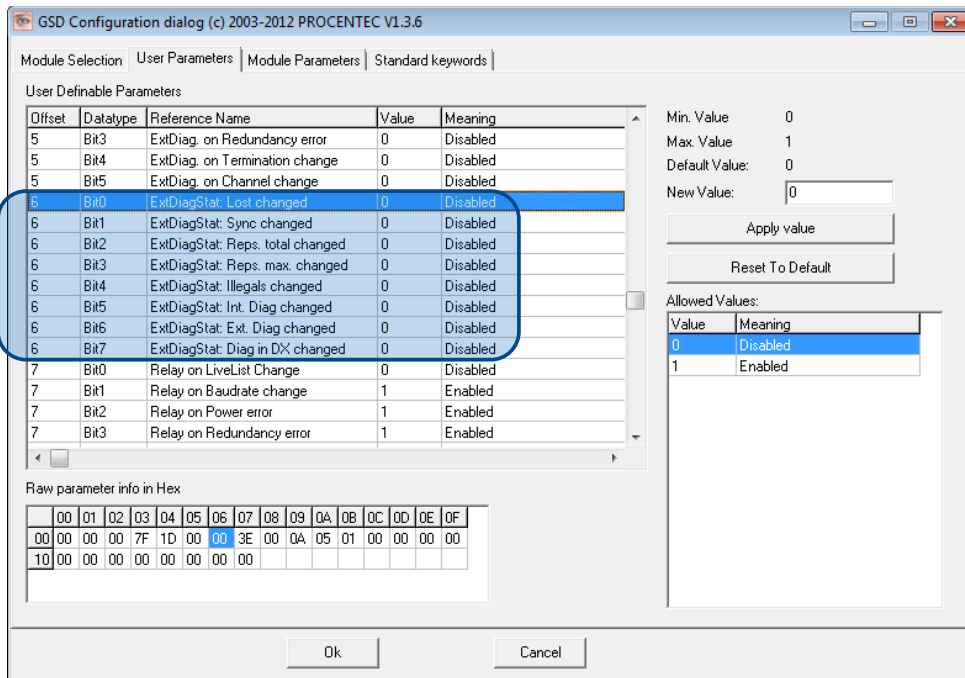 GSD Configuration dialog (c) 2003-2012 PROCENTEC V1.3.6
Module Selection User Parameters Module Parameters Standard keywords
User Definable Parameters
Offset Datatype Reference Name Value Meaning
5 Bit3 ExtDiag. on Redundancy error 0 Disabled
5 Bit4 ExtDiag. on Termination change 0 Disabled
5 Bit5 ExtDiag. on Channel change 0 Disabled
6 Bit0 ExtDiagStat: Lost changed 0 Disabled
6 Bit1 ExtDiagStat: Sync changed 0 Disabled
6 Bit2 ExtDiagStat: Reps. total changed 0 Disabled
6 Bit3 ExtDiagStat: Reps. max. changed 0 Disabled
6 Bit4 ExtDiagStat: Illegals changed 0 Disabled
6 Bit5 ExtDiagStat: Int. Diag changed 0 Disabled
6 Bit6 ExtDiagStat: Ext. Diag changed 0 Disabled
6 Bit7 ExtDiagStat: Diag in DX changed 0 Disabled
7 Bit0 Relay on LiveList Change 0 Disabled
7 Bit1 Relay on Baudrate change 1 Enabled
7 Bit2 Relay on Power error 1 Enabled
7 Bit3 Relay on Redundancy error 1 Enabled
Min. Value 0
Max. Value 1
Default Value: 0
New Value: 0
Apply value
Reset To Default
Allowed Values:
Value Meaning
0 Disabled
1 Enabled
Raw parameter info in Hex
00 01 02 03 04 05 06 07 08 09 0A 0B 0C 0D 0E 0F
00 00 00 00 7F 1D 00 00 3E 00 0A 05 01 00 00 00 00
10 00 00 00 00 00 00 00 00
Ok Cancel